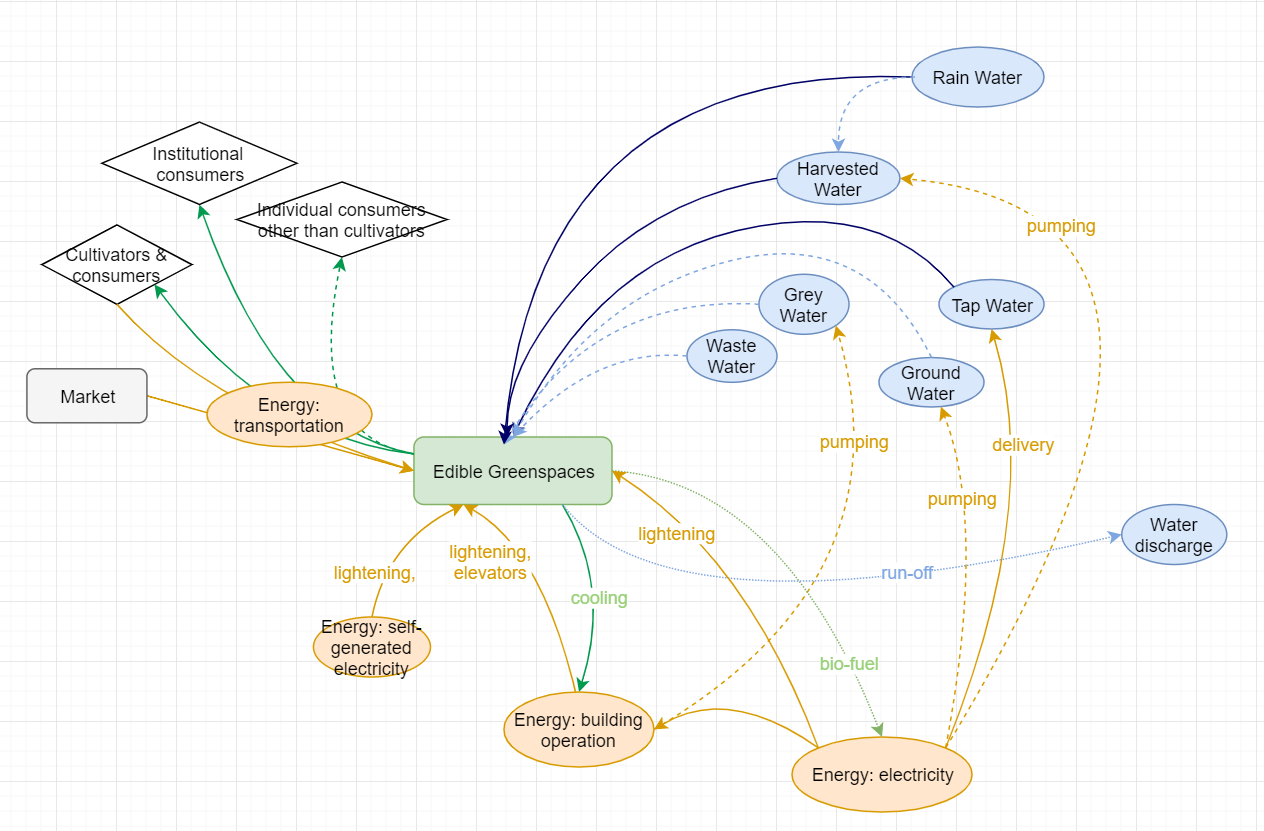 Rain Water
Institutional
consumers
Harvested
Water
Individual consumers
other than cultivators
pumping
Cultivators &
consumers
Grey
Water
Tap Water
Waste
Water
Ground
Water
Market
Energy:
transportation
pumping
delivery
Edible Greenspaces
pumping
lightening
Water
discharge
lightening,
elevators
lightening,
run-off
cooling
Energy: self-
generated
electricity
bio-fuel
Energy: building
operation
Energy: electricity